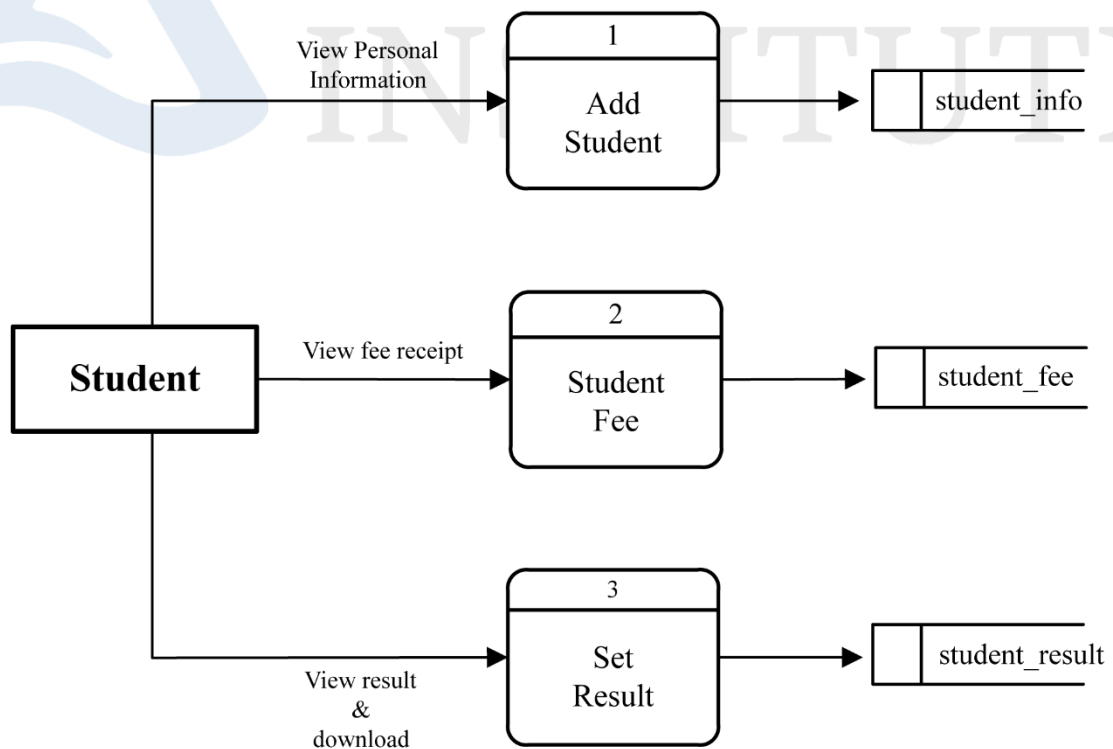 INSTITUTE
View Personal
Information
1
Add
Student
student_info
Student
View fee receipt
2
Student
Fee
student_fee
View result
&
download
3
Set
Result
student_result